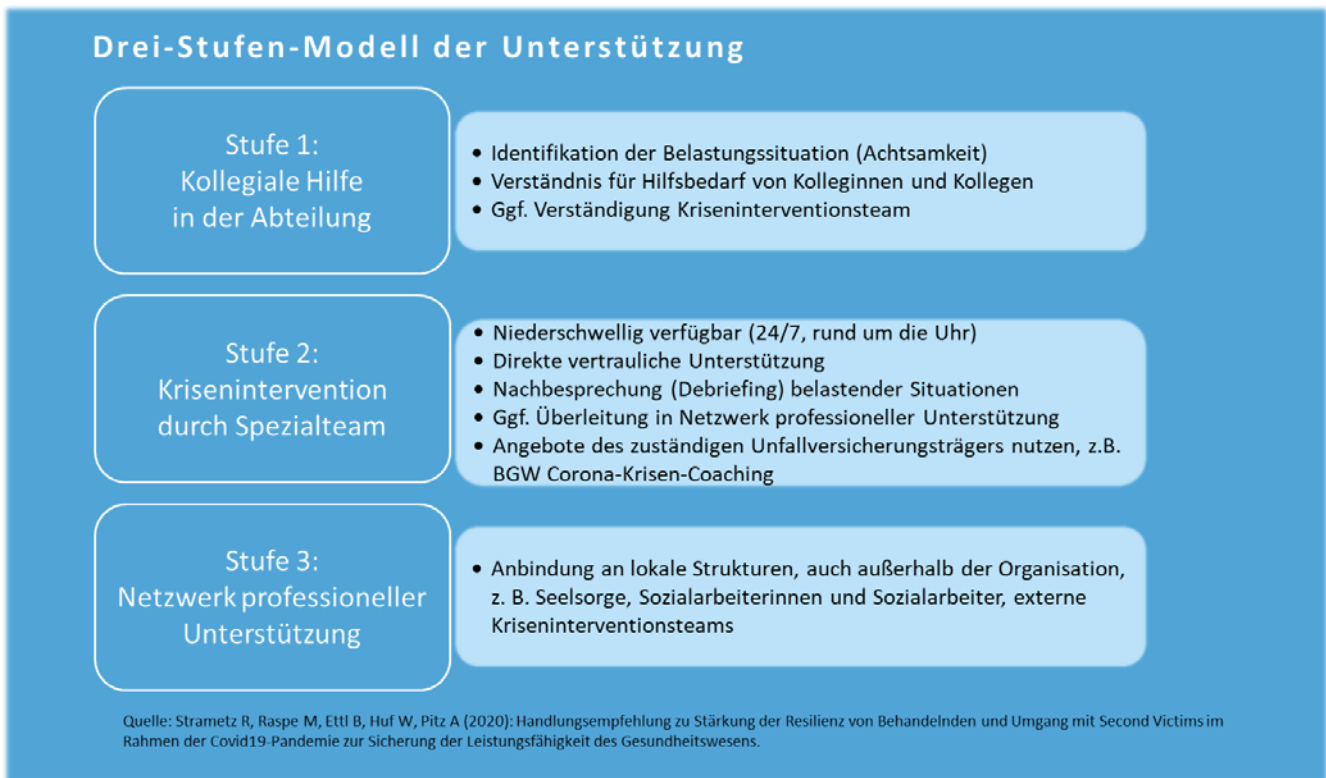 Drei-Stufen-Modell der Unterstützung
Stufe 1:
Kollegiale Hilfe
in der Abteilung
• Identifikation der Belastungssituation (Achtsamkeit)
• Verständnis für Hilfsbedarf von Kolleginnen und Kollegen
• Ggf. Verständigung Kriseninterventionsteam
Stufe 2:
Krisenintervention
durch Spezialteam
• Niederschwellig verfügbar (24/7, rund um die Uhr)
• Direkte vertrauliche Unterstützung
• Nachbesprechung (Debriefing) belastender Situationen
• Ggf. Überleitung in Netzwerk professioneller Unterstützung
• Angebote des zuständigen Unfallversicherungsträgers nutzen, z.B.
BGW Corona-Krisen-Coaching
Stufe 3:
Netzwerk professioneller
Unterstützung
• Anbindung an lokale Strukturen, auch außerhalb der Organisation,
z. B. Seelsorge, Sozialarbeiterinnen und Sozialarbeiter, externe
Kriseninterventionsteams
Quelle: Strametz R, Raspe M, Ettl B, Huf W, Pitz A (2020): Handlungsempfehlung zu Stärkung der Resilienz von Behandelnden und Umgang mit Second Victims im
Rahmen der Covid19-Pandemie zur Sicherung der Leistungsfähigkeit des Gesundheitswesens.